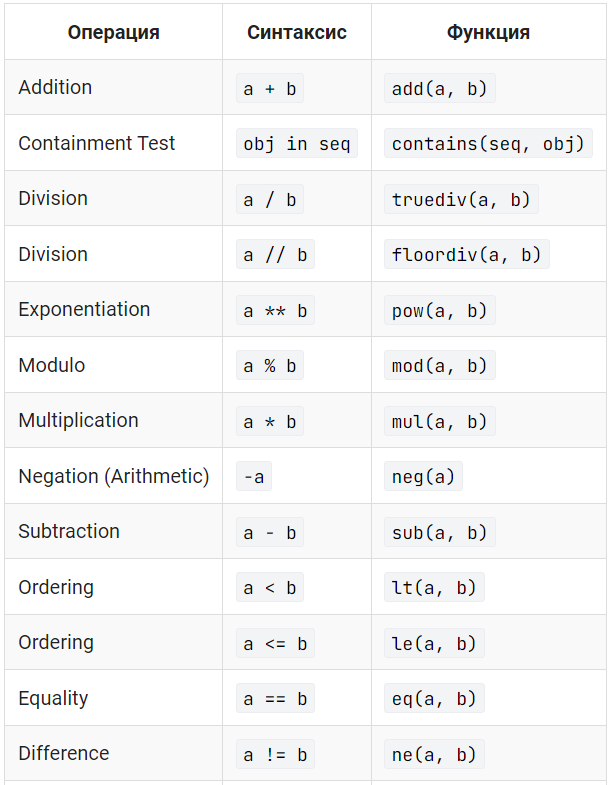 Операция Синтаксис Функция
Addition a + b add(a, b)
Containment Test obj in seq contains(seq, obj)
Division a / b truediv(a, b)
Division a // b floordiv(a, b)
Exponentiation a ** b pow(a, b)
Modulo a % b mod(a, b)
Multiplication a * b mul(a, b)
Negation (Arithmetic) -a neg(a)
Subtraction a - b sub(a, b)
Ordering a < b lt(a, b)
Ordering a <= b le(a, b)
Equality a == b eq(a, b)
Difference a != b ne(a, b)